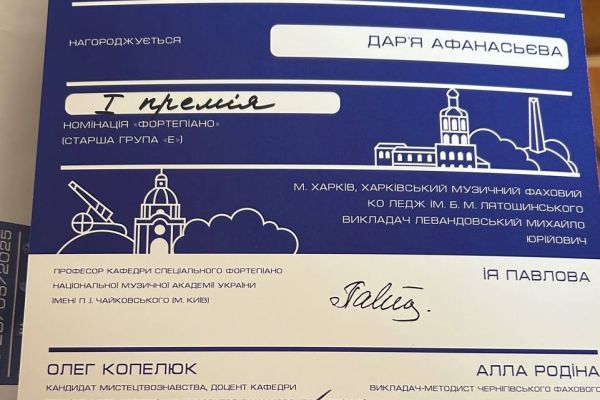 НАГОРОДЖУЄТЬСЯ
ДАР'Я АФАНАСЬЄВА
I премія
НОМІНАЦІЯ «ФОРТЕПІАНО»
(СТАРША ГРУПА «Е»)
М. ХАРКІВ, ХАРКІВСЬКИЙ МУЗИЧНИЙ ФАХОВИЙ
КО ЛЕДЖ ІМ. Б. М. ЛЯТОШИНСЬКОГО
ВИКЛАДАЧ ЛЕВАНДОВСЬКИЙ МИХАЙЛО
ЮРІЙОВИЧ
ПРОФЕСОР КАФЕДРИ СПЕЦІАЛЬНОГО ФОРТЕПІАНО
НАЦІОНАЛЬНОЇ МУЗИЧНОЇ АКАДЕМІЇ УКРАЇНИ
ІМЕНІ П І. ЧАЙКОВСЬКОГО (М. КИЇВ)
ІЯ ПАВЛОВА
ОЛЕГ КОПЕЛЮК
КАНДИДАТ МИСТЕЦТВОЗНАВСТВА, ДОЦЕНТ КАФЕДРИ
АЛЛА РОДІНА
ВИКЛАДАЧ-МЕТОДИСТ ЧЕРНІГІВСЬКОГО ФАХОВОГО